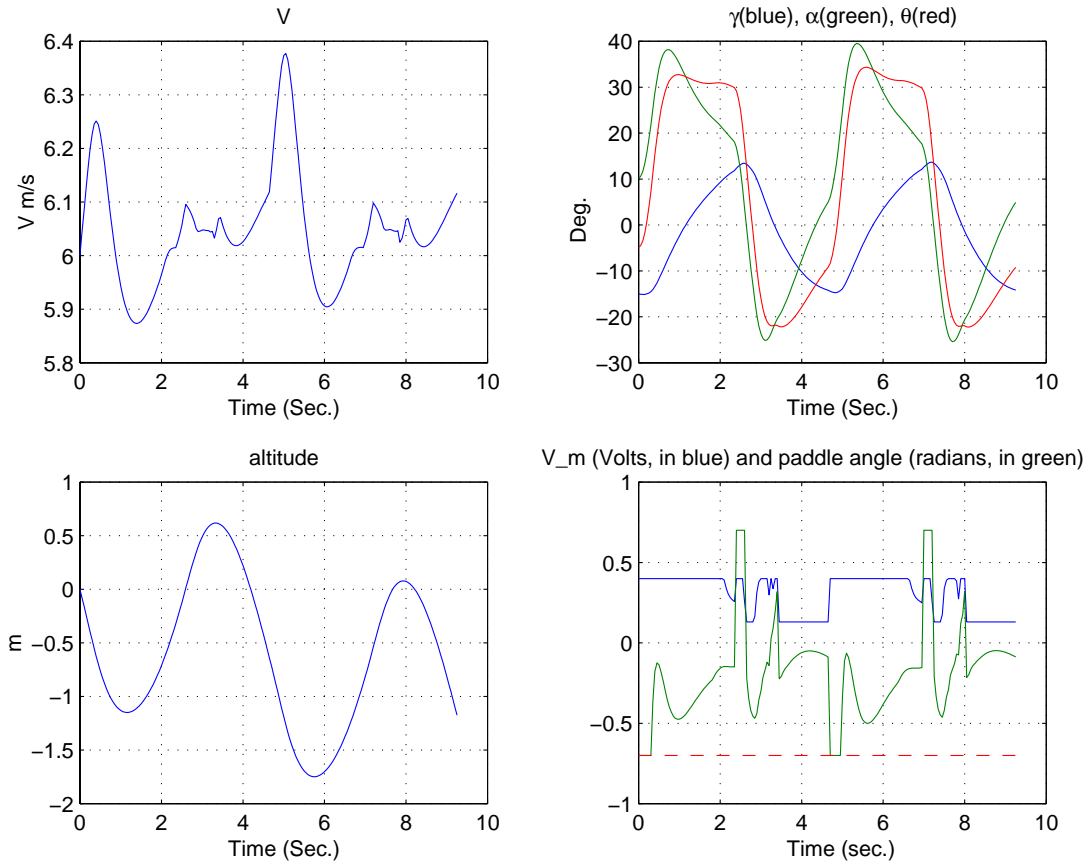 V
6.4
6.3
6.2
6.1
6
5.9
5.8
V m/s
0 2 4 6 8 10
Time (Sec.)
γ(blue), α(green), θ(red)
40
30
20
10
0
−10
−20
−30
Deg.
0 2 4 6 8 10
Time (Sec.)
altitude
1
0.5
0
−0.5
−1
−1.5
−2
m
0 2 4 6 8 10
Time (Sec.)
V_m (Volts, in blue) and paddle angle (radians, in green)
1
0.5
0
−0.5
−1
0 2 4 6 8 10
Time (sec.)